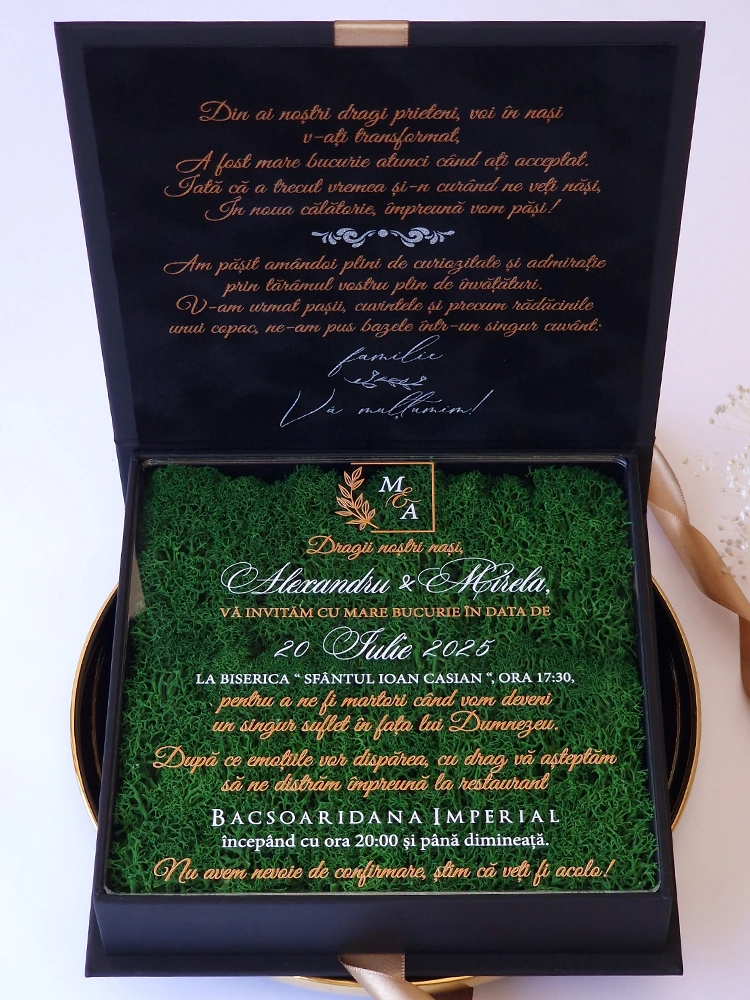 Din ai noștri dragi prieteni, voi în nași
v-ați transformat,
A fost mare bucurie atunci când ați acceptat.
Iată că a trecut vremea și-n curând ne veți năși,
În noua călătorie, împreună vom păși!
Am pășit amândoi plini de curiozitate și admirație
prin tărâmul vostru plin de învățături.
V-am urmat pașii, cuvintele și precum rădăcinile
unui copac, ne-am pus bazele într-un singur cuvânt:
familie
Vă mulțumim!
M
&
A
Dragii noștri nași,
Alexandru & Mirela,
VĂ INVITĂM CU MARE BUCURIE ÎN DATA DE
20 Iulie 2025
LA BISERICA “ SFÂNTUL IOAN CASIAN “, ORA 17:30,
pentru a ne fi martori când vom deveni
un singur suflet în fața lui Dumnezeu.
După ce emoțiile vor dispărea, cu drag vă așteptăm
să ne distrăm împreună la restaurant
BACSOARIDANA IMPERIAL
începând cu ora 20:00 și până dimineață.
Nu avem nevoie de confirmare, știm că veți fi acolo!